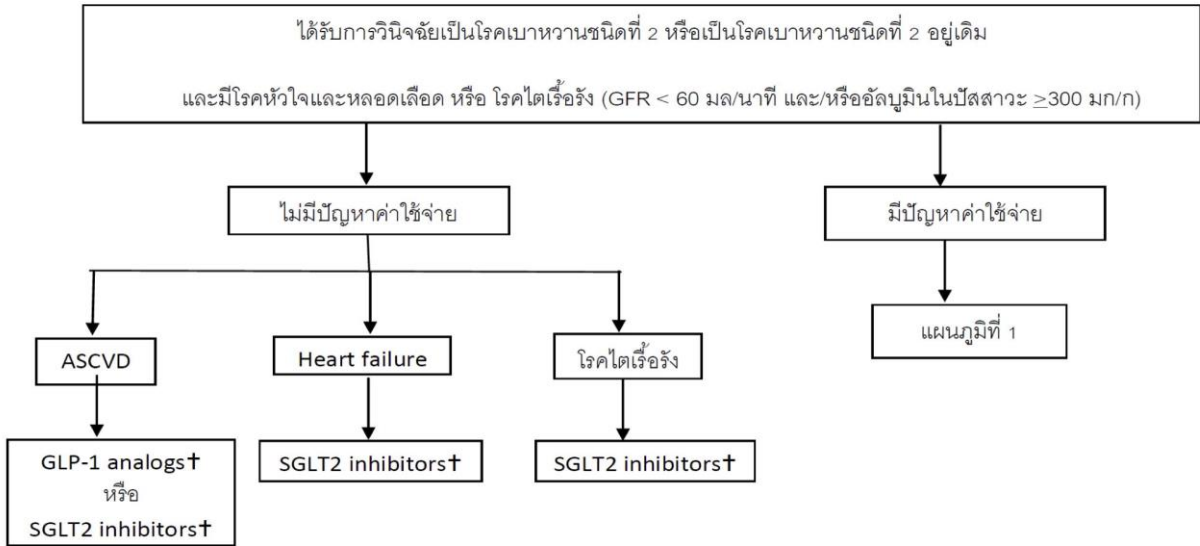 ได้รับการวินิจฉัยเป็นโรคเบาหวานชนิดที่ 2 หรือเป็นโรคเบาหวานชนิดที่ 2 อยู่เดิม
และมีโรคหัวใจและหลอดเลือด หรือ โรคไตเรื้อรัง (GFR < 60 มล/นาที และ/หรืออัลบูมินในปัสสาวะ ≥300 มก/ก)
ไม่มีปัญหาค่าใช้จ่าย
มีปัญหาค่าใช้จ่าย
แผนภูมิที่ 1
ASCVD
Heart failure
โรคไตเรื้อรัง
GLP-1 analogs†
หรือ
SGLT2 inhibitors†
SGLT2 inhibitors†
SGLT2 inhibitors†